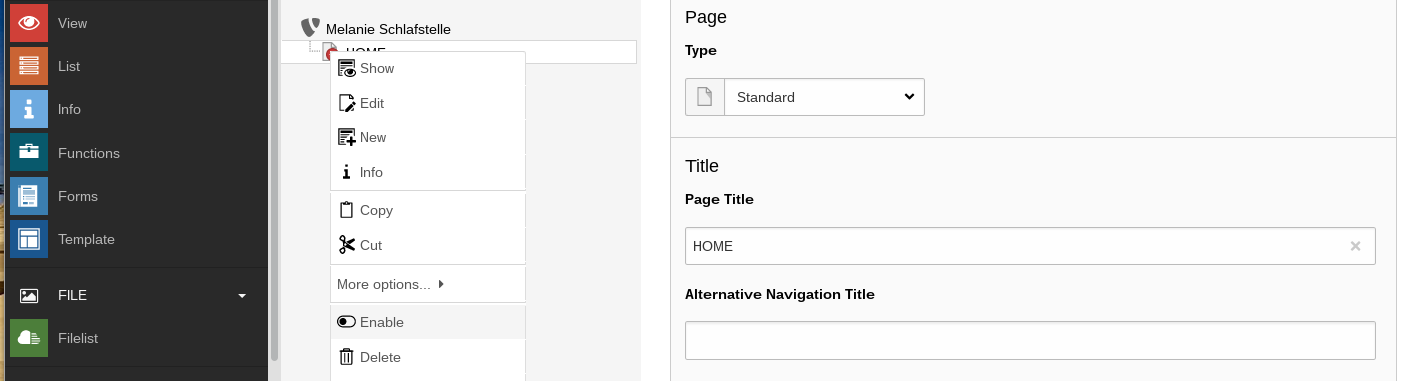 View
List
Info
Functions
Forms
Template
FILE
Filelist
Melanie Schlafstelle
HOME
Show
Edit
New
Info
Copy
Cut
More options...
Enable
Delete
Page
Type
Standard
Title
Page Title
HOME
Alternative Navigation Title